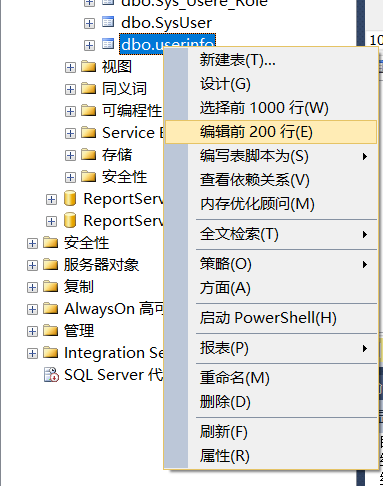 dbo.Sys_Usere_Role
dbo.SysUser
dbo.userinfo
10
新建表(T)...
设计(G)
选择前 1000 行(W)
编辑前 200 行(E)
编写表脚本为(S)
查看依赖关系(V)
内存优化顾问(M)
全文检索(T)
策略(O)
方面(A)
启动 PowerShell(H)
报表(P)
重命名(M)
删除(D)
刷新(F)
属性(R)
视图
同义词
可编程性
Service
存储
安全性
ReportServ
ReportServ
安全性
服务器对象
复制
AlwaysOn 高可
管理
Integration Se
SQL Server 代